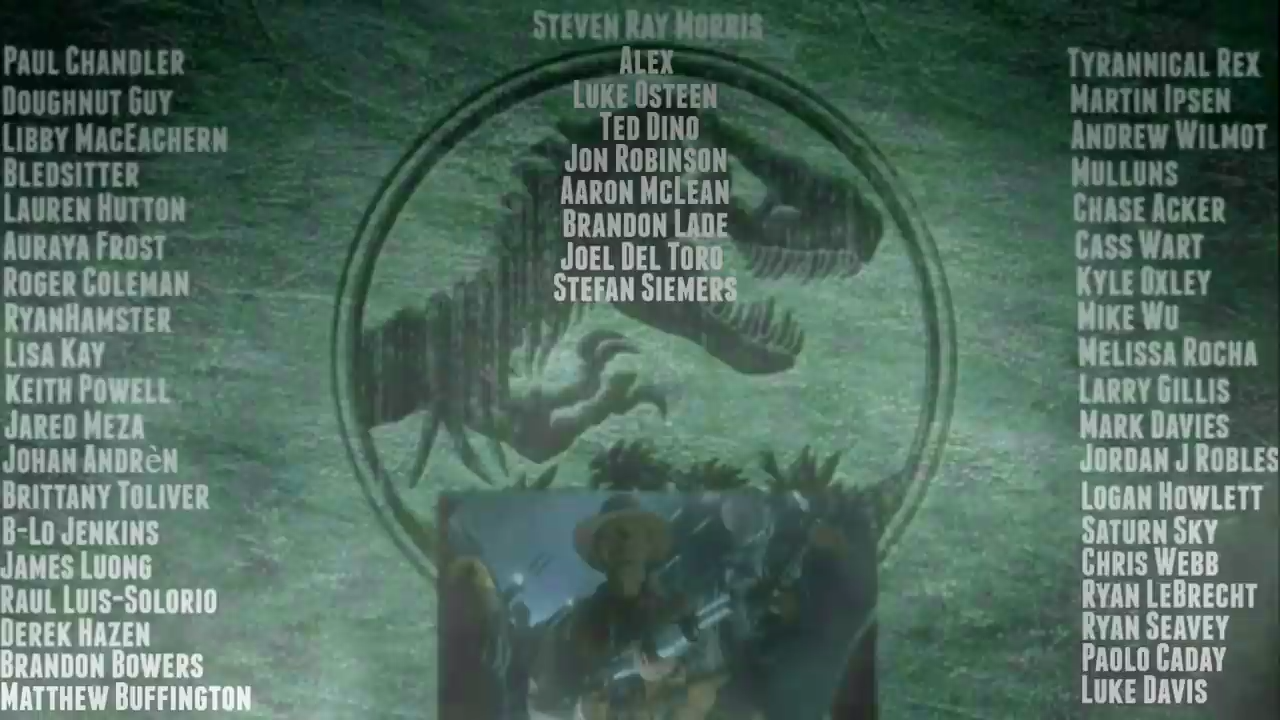 Steven Ray Morris
Alex
Luke Osteen
Ted Dino
Jon Robinson
Aaron McLean
Brandon Lade
Joel Del Toro
Stefan Siemers
Paul Chandler
Doughnut Guy
Libby MacEachern
Bledsitter
Lauren Hutton
Auraya Frost
Roger Coleman
RyanHamster
Lisa Kay
Keith Powell
Jared Meza
Johan Andrèn
Brittany Toliver
B-Lo Jenkins
James Luong
Raul Luis-Solorio
Derek Hazen
Brandon Bowers
Matthew Buffington
Tyrannical Rex
Martin Ipsen
Andrew Wilmot
Mulluns
Chase Acker
Cass Wart
Kyle Oxley
Mike Wu
Melissa Rocha
Larry Gillis
Mark Davies
Jordan J Robles
Logan Howlett
Saturn Sky
Chris Webb
Ryan LeBrecht
Ryan Seavey
Paolo Caday
Luke Davis